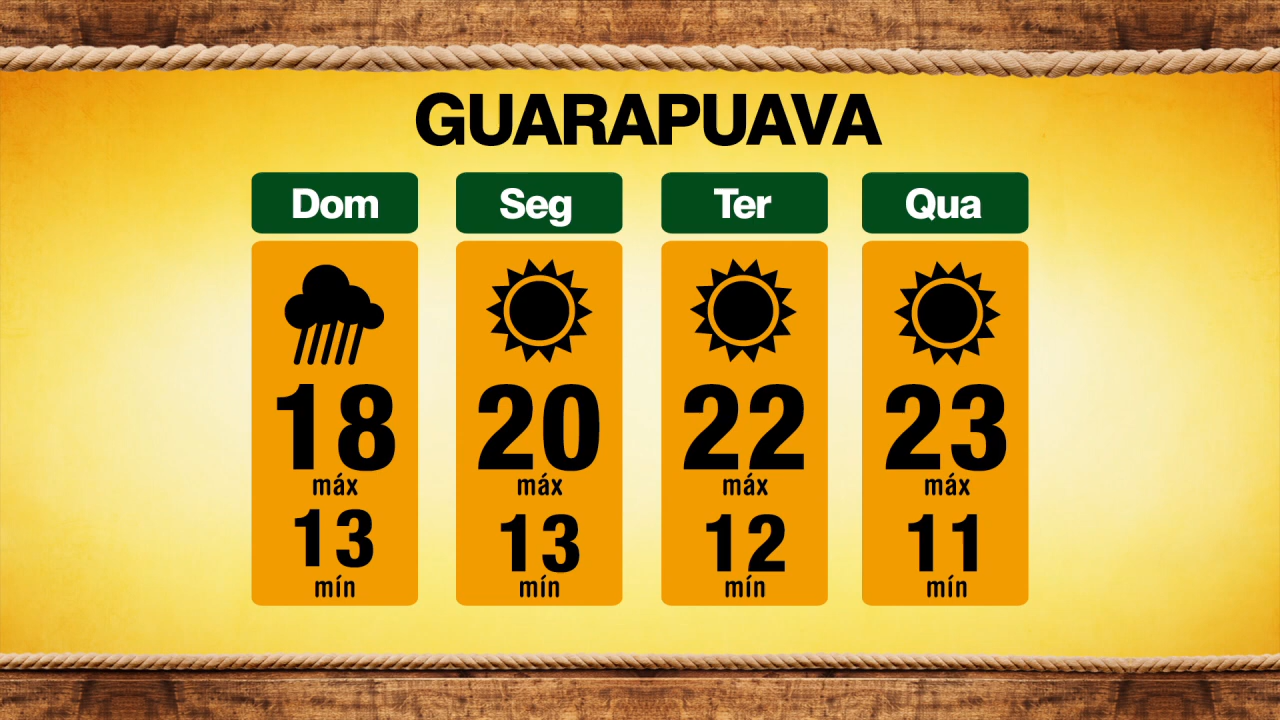 GUARAPUAVA
Dom Seg Ter Qua
18 20 22 23
máx máx máx máx
13 13 12 11
mín mín mín mín